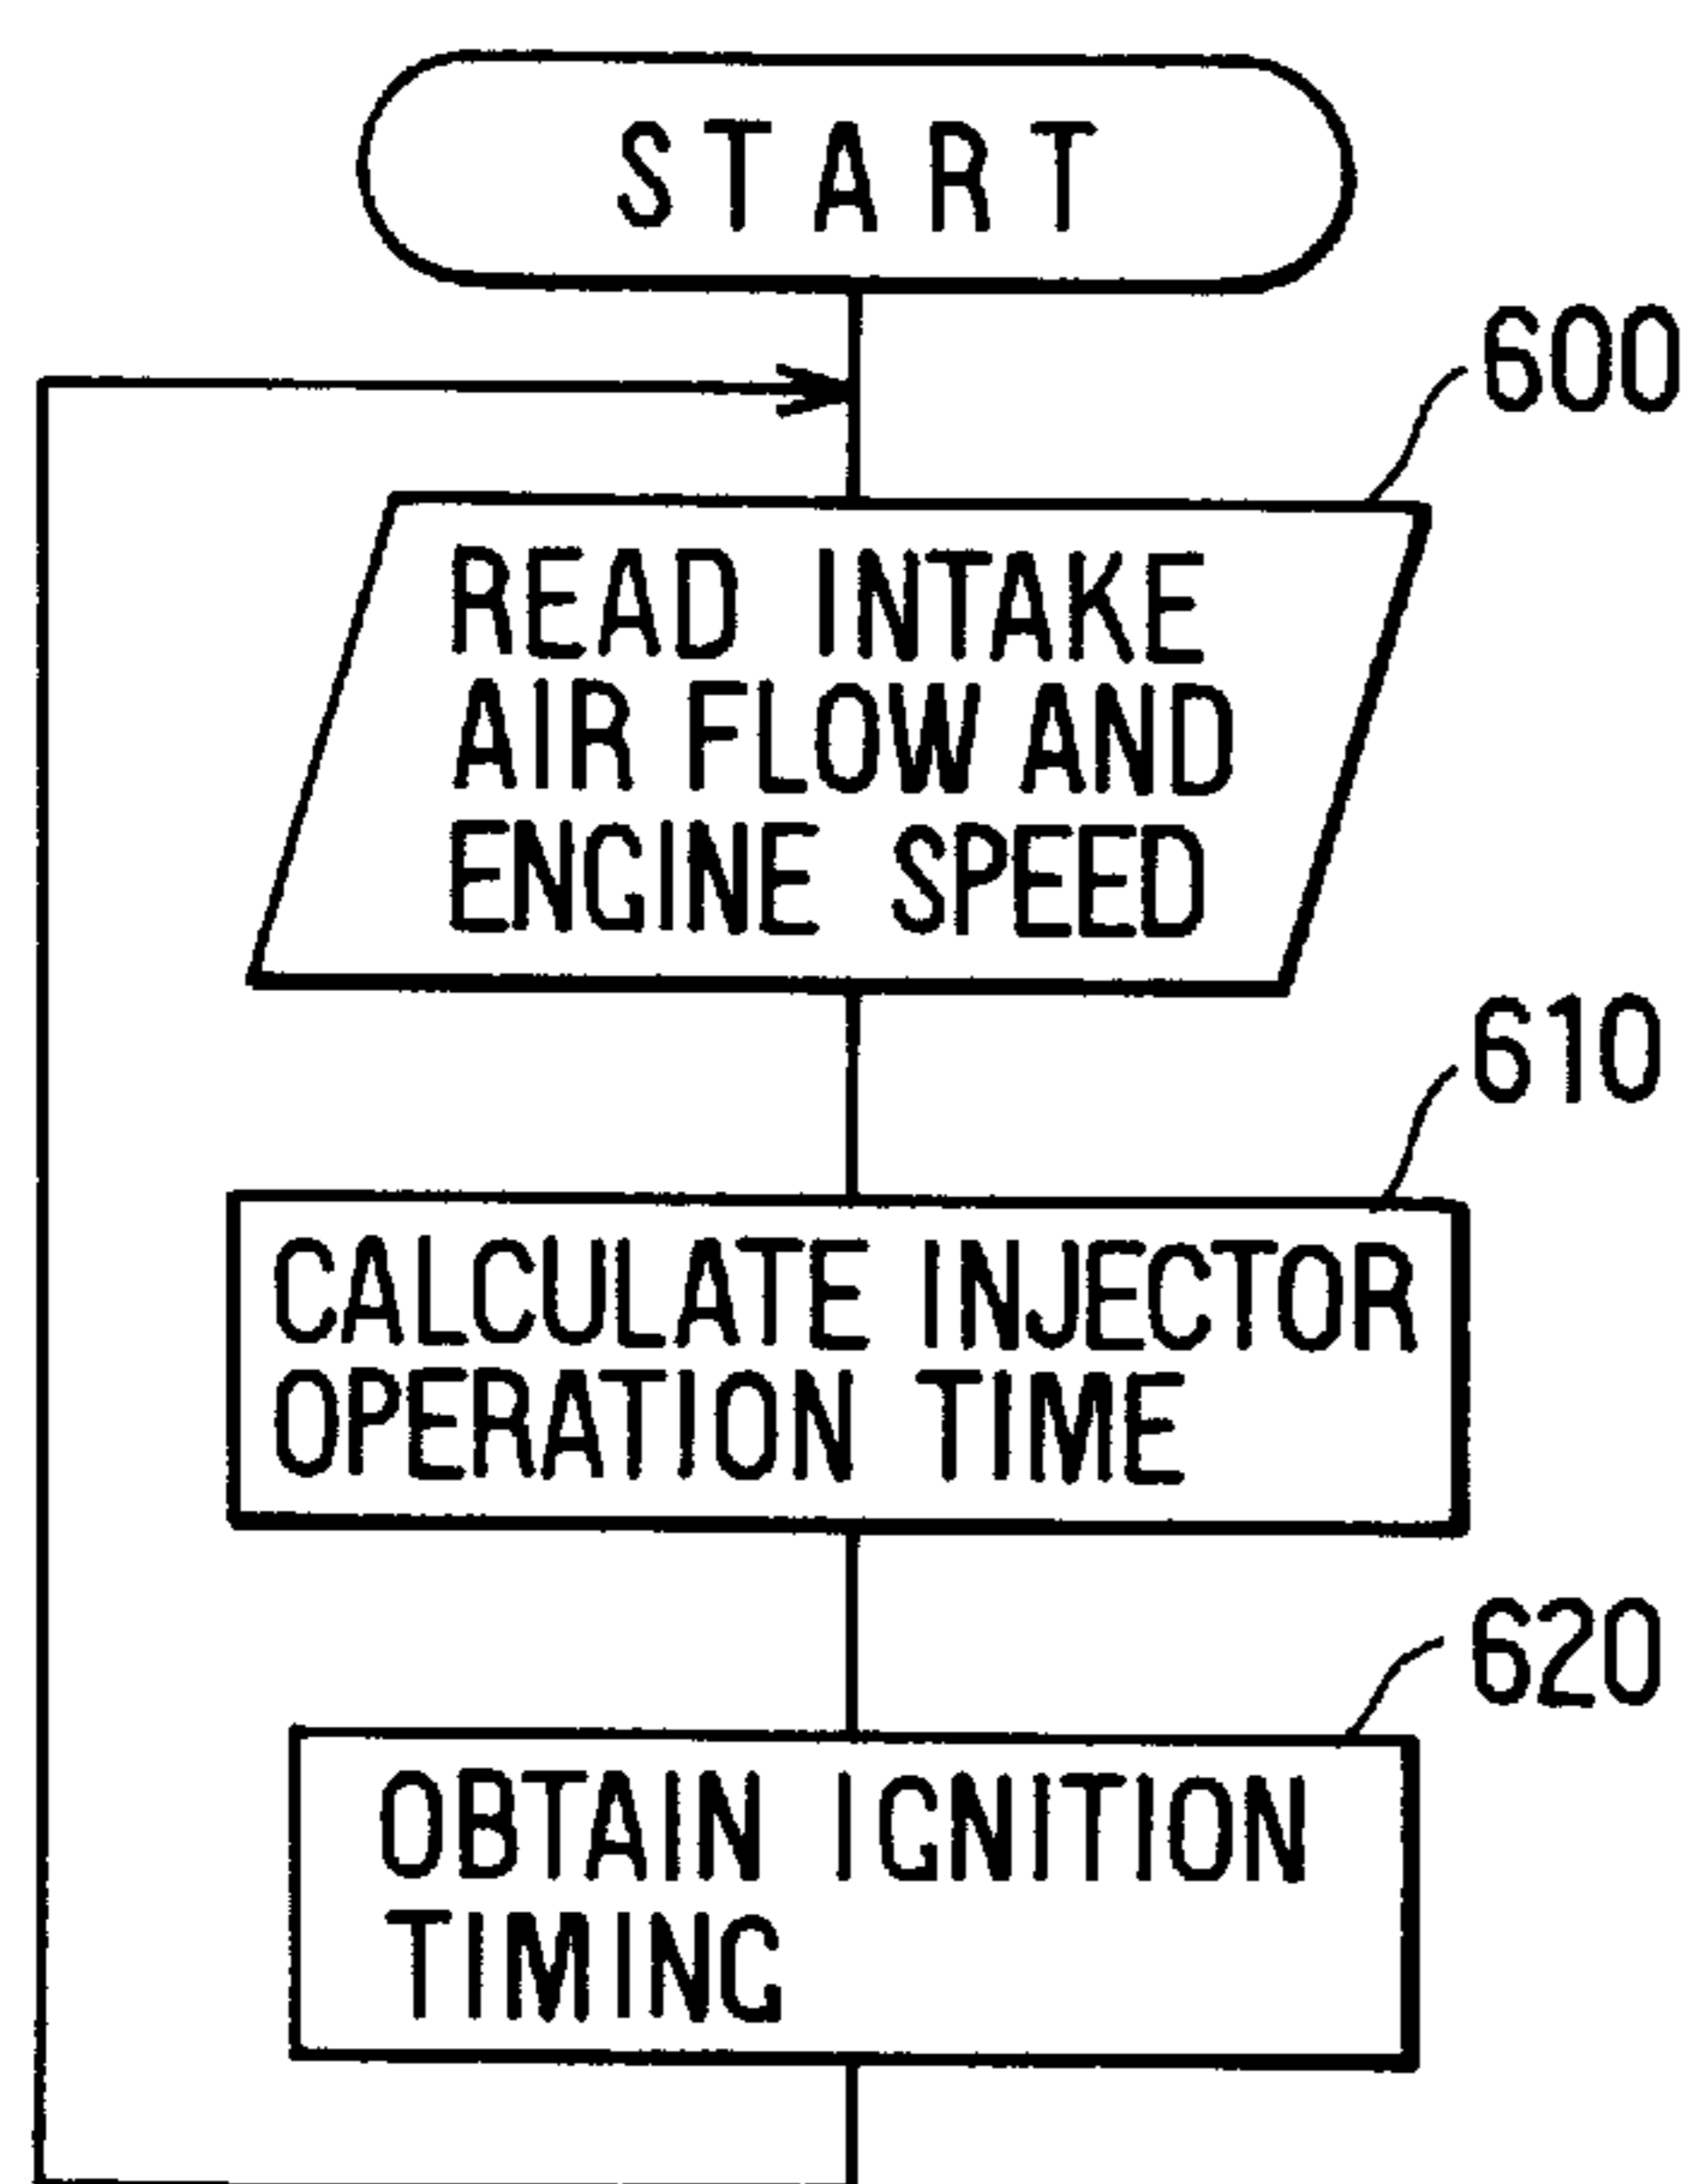 START
600
READ INTAKE
AIR FLOW AND
ENGINE SPEED
610
CALCULATE INJECTOR
OPERATION TIME
620
OBTAIN IGNITION
TIMING